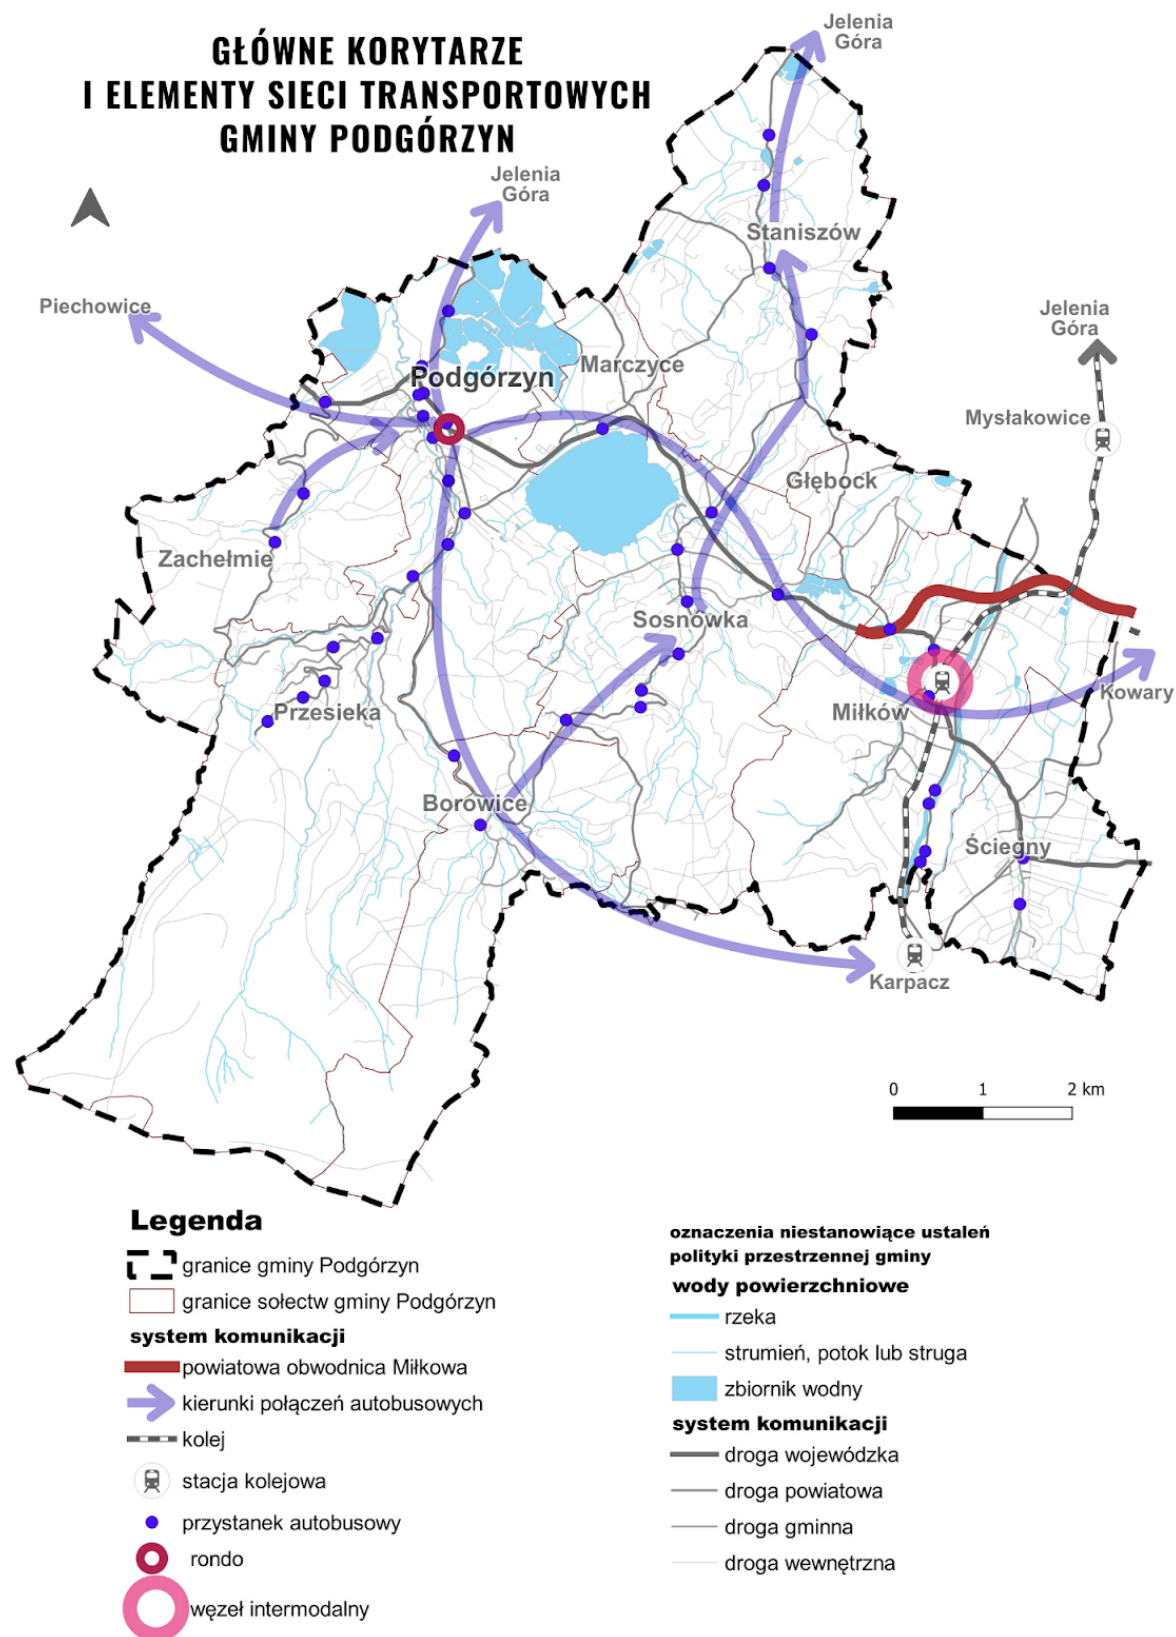 GŁÓWNE KORYTARZE
I ELEMENTY SIECI TRANSPORTOWYCH
GMINY PODGÓRZYN
Jelenia
Góra
Jelenia
Góra
Staniszów
Piechowice
Jelenia
Góra
Marczyce
Podgórzyn
Mysłakowice
Głębock
Zachełmie
Sosnówka
Kowary
Przesieka
Miłków
Borowice
Ściegny
Karpacz
0 1 2 km
Legenda
granice gminy Podgórzyn
granice sołectw gminy Podgórzyn
system komunikacji
powiatowa obwodnica Miłkowa
kierunki połączeń autobusowych
kolej
stacja kolejowa
przystanek autobusowy
rondo
węzeł intermodalny
oznaczenia niestanowiące ustaleń
polityki przestrzennej gminy
wody powierzchniowe
rzeka
strumień, potok lub struga
zbiornik wodny
system komunikacji
droga wojewódzka
droga powiatowa
droga gminna
droga wewnętrzna